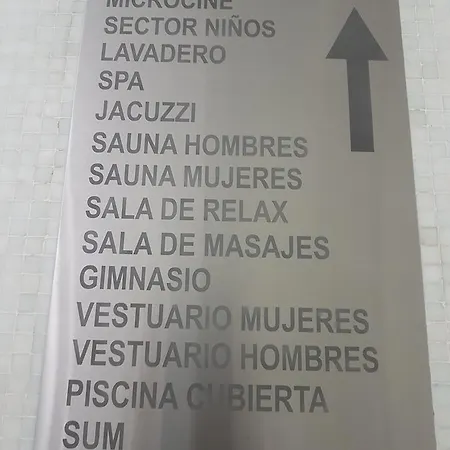 MICROCINE
SECTOR NIÑOS
LAVADERO
SPA
JACUZZI
SAUNA HOMBRES
SAUNA MUJERES
SALA DE RELAX
SALA DE MASAJES
GIMNASIO
VESTUARIO MUJERES
VESTUARIO HOMBRES
PISCINA CUBIERTA
SUM